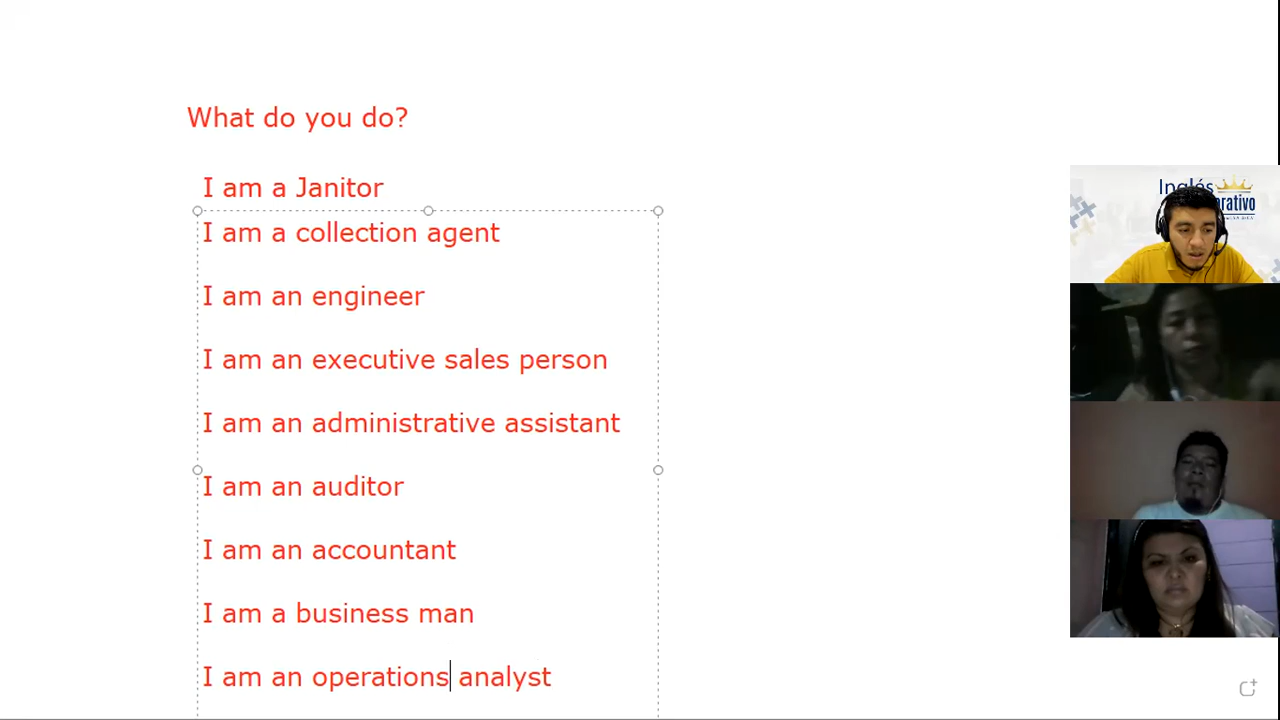 What do you do?
I am a Janitor
I am a collection agent
I am an engineer
I am an executive sales person
I am an administrative assistant
I am an auditor
I am an accountant
I am a business man
I am an operations analyst
Inglés